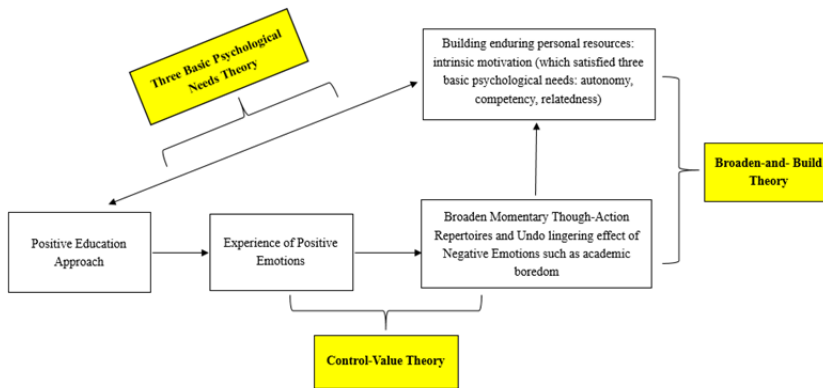 Three Basic Psychological
Needs Theory
Building enduring personal resources:
intrinsic motivation (which satisfied three
basic psychological needs: autonomy,
competency, relatedness)
Broaden-and- Build
Theory
Positive Education
Approach
Experience of Positive
Emotions
Broaden Momentary Though-Action
Repertoires and Undo lingering effect of
Negative Emotions such as academic
boredom
Control-Value Theory